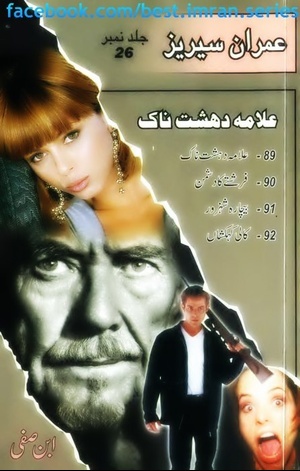 facebook.com/best.imran.series
عمران سیریز
جلد نمبر
26
علامہ دہشت ناک
89 - علامہ دہشت ناک
90 - فرشتے کا دشمن
91 - بیچارہ شہزور
92 - کالی کہکشاں
ابن صفی